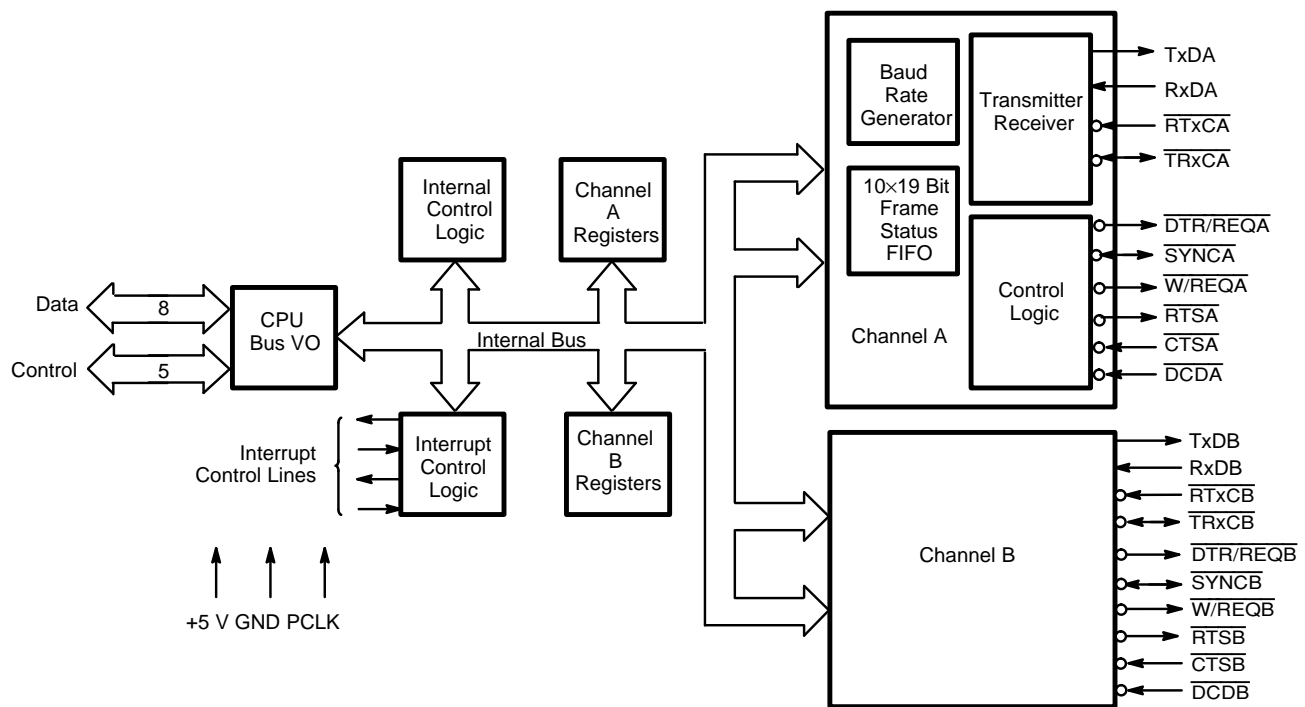 Data
8
Control
5
CPU
Bus VO
Internal
Control
Logic
Channel
A
Registers
Internal Bus
Interrupt
Control Lines
Interrupt
Control
Logic
Channel
B
Registers
+5 V GND PCLK
Baud
Rate
Generator
Transmitter
Receiver
10×19 Bit
Frame
Status
FIFO
Control
Logic
Channel A
TxDA
RxDA
RTxCA
TRxCA
DTR/REQA
SYNCA
W/REQA
RTSA
CTSA
DCDA
Channel B
TxDB
RxDB
RTxCB
TRxCB
DTR/REQB
SYNCB
W/REQB
RTSB
CTSB
DCDB